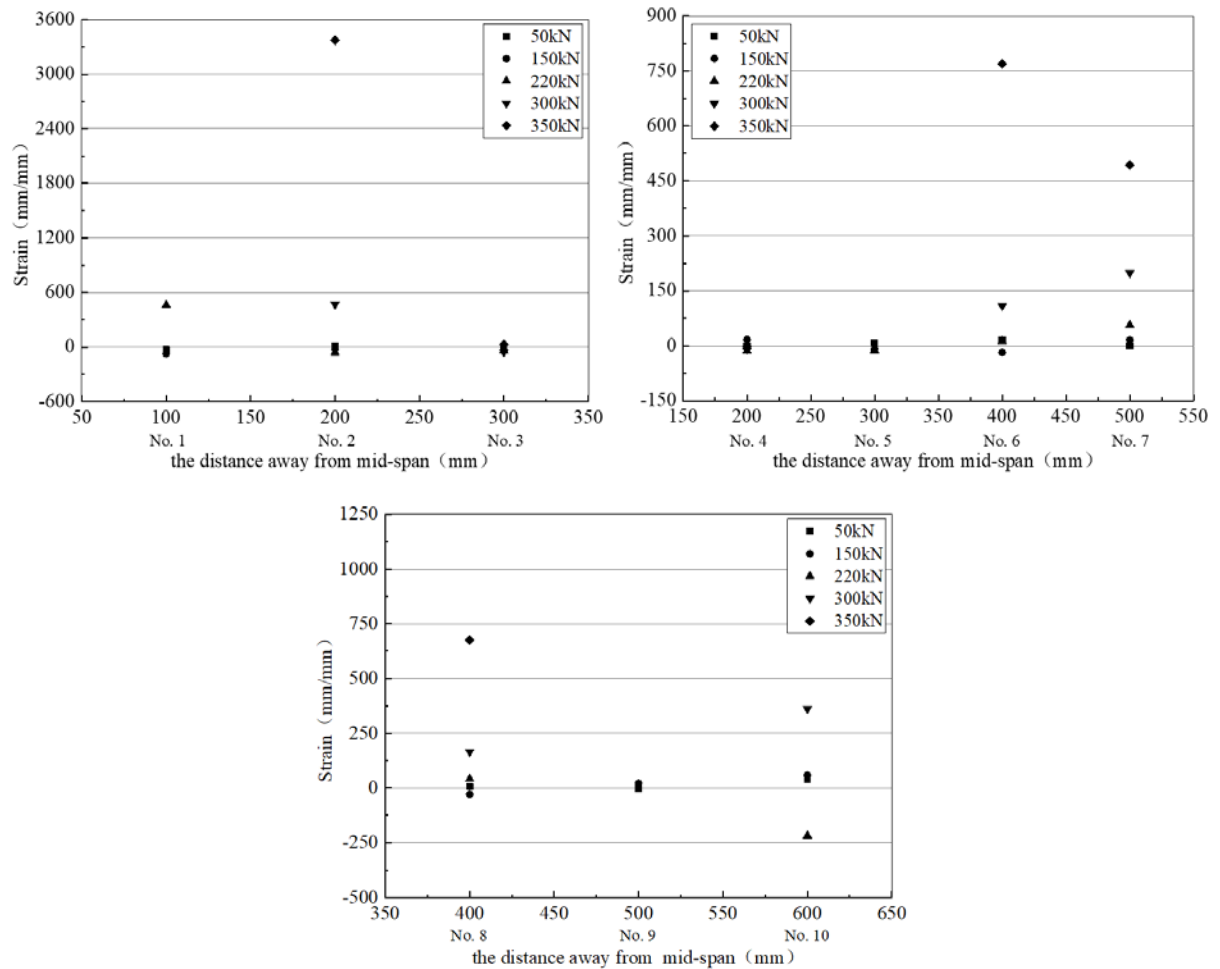 3600
3000
2400
1800
1200
600
0
-600
Strain（mm/mm）
50kN
150kN
220kN
300kN
350kN
50 100 150 200 250 300 350
No. 1 No. 2 No. 3
the distance away from mid-span（mm）
900
750
600
450
300
150
0
-150
Strain（mm/mm）
50kN
150kN
220kN
300kN
350kN
150 200 250 300 350 400 450 500 550
No. 4 No. 5 No. 6 No. 7
the distance away from mid-span（mm）
1250
1000
750
500
250
0
-250
-500
Strain（mm/mm）
50kN
150kN
220kN
300kN
350kN
350 400 450 500 550 600 650
No. 8 No. 9 No. 10
the distance away from mid-span（mm）